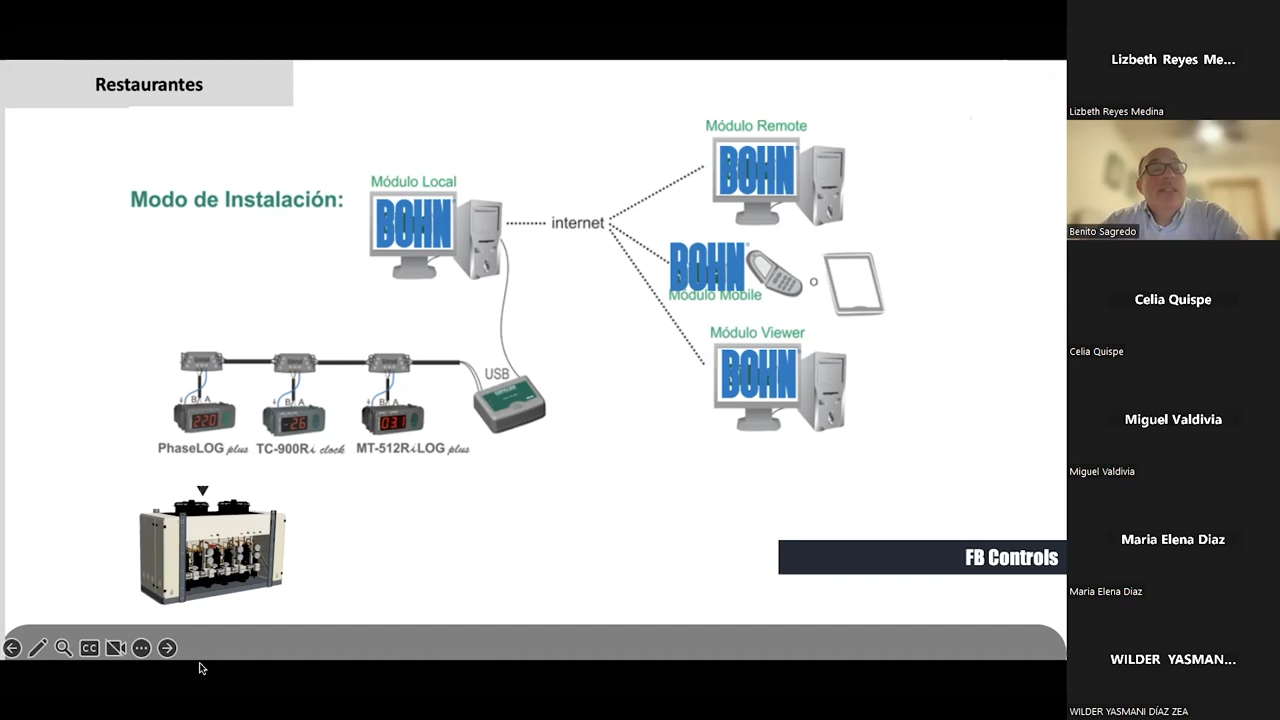 Restaurantes
Modo de Instalación:
Módulo Local
BOHN
internet
Módulo Remote
BOHN
BOHN
Módulo Mobile
o
Módulo Viewer
BOHN
USB
B A
B A
B A
220
-26
03.1
PhaseLOG plus
TC-900Ri clock
MT-512RiLOG plus
FB Controls
CC
Lizbeth Reyes Me...
Lizbeth Reyes Medina
Benito Sagredo
Celia Quispe
Celia Quispe
Miguel Valdivia
Miguel Valdivia
Maria Elena Diaz
Maria Elena Diaz
WILDER YASMAN...
WILDER YASMANI DÍAZ ZEA